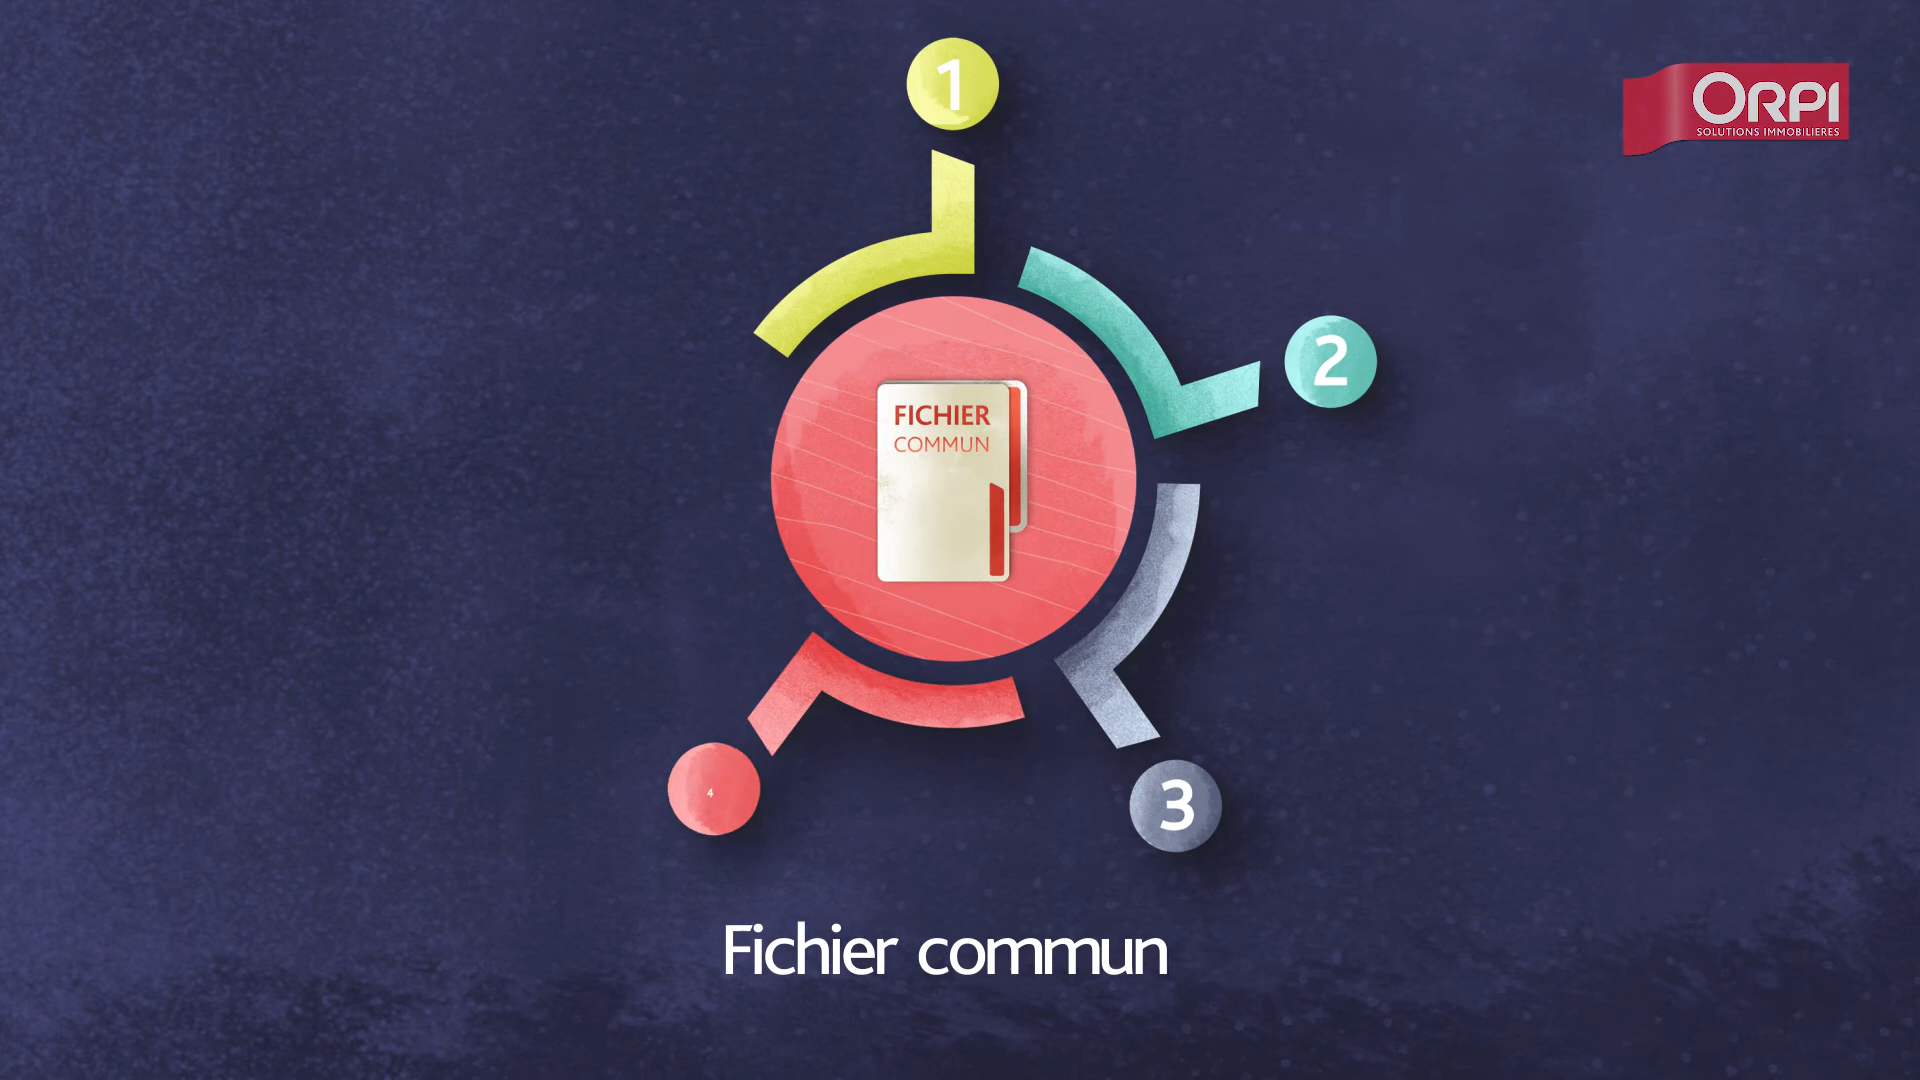 1
ORPI
SOLUTIONS IMMOBILIERES
2
FICHIER
COMMUN
4
3
Fichier commun